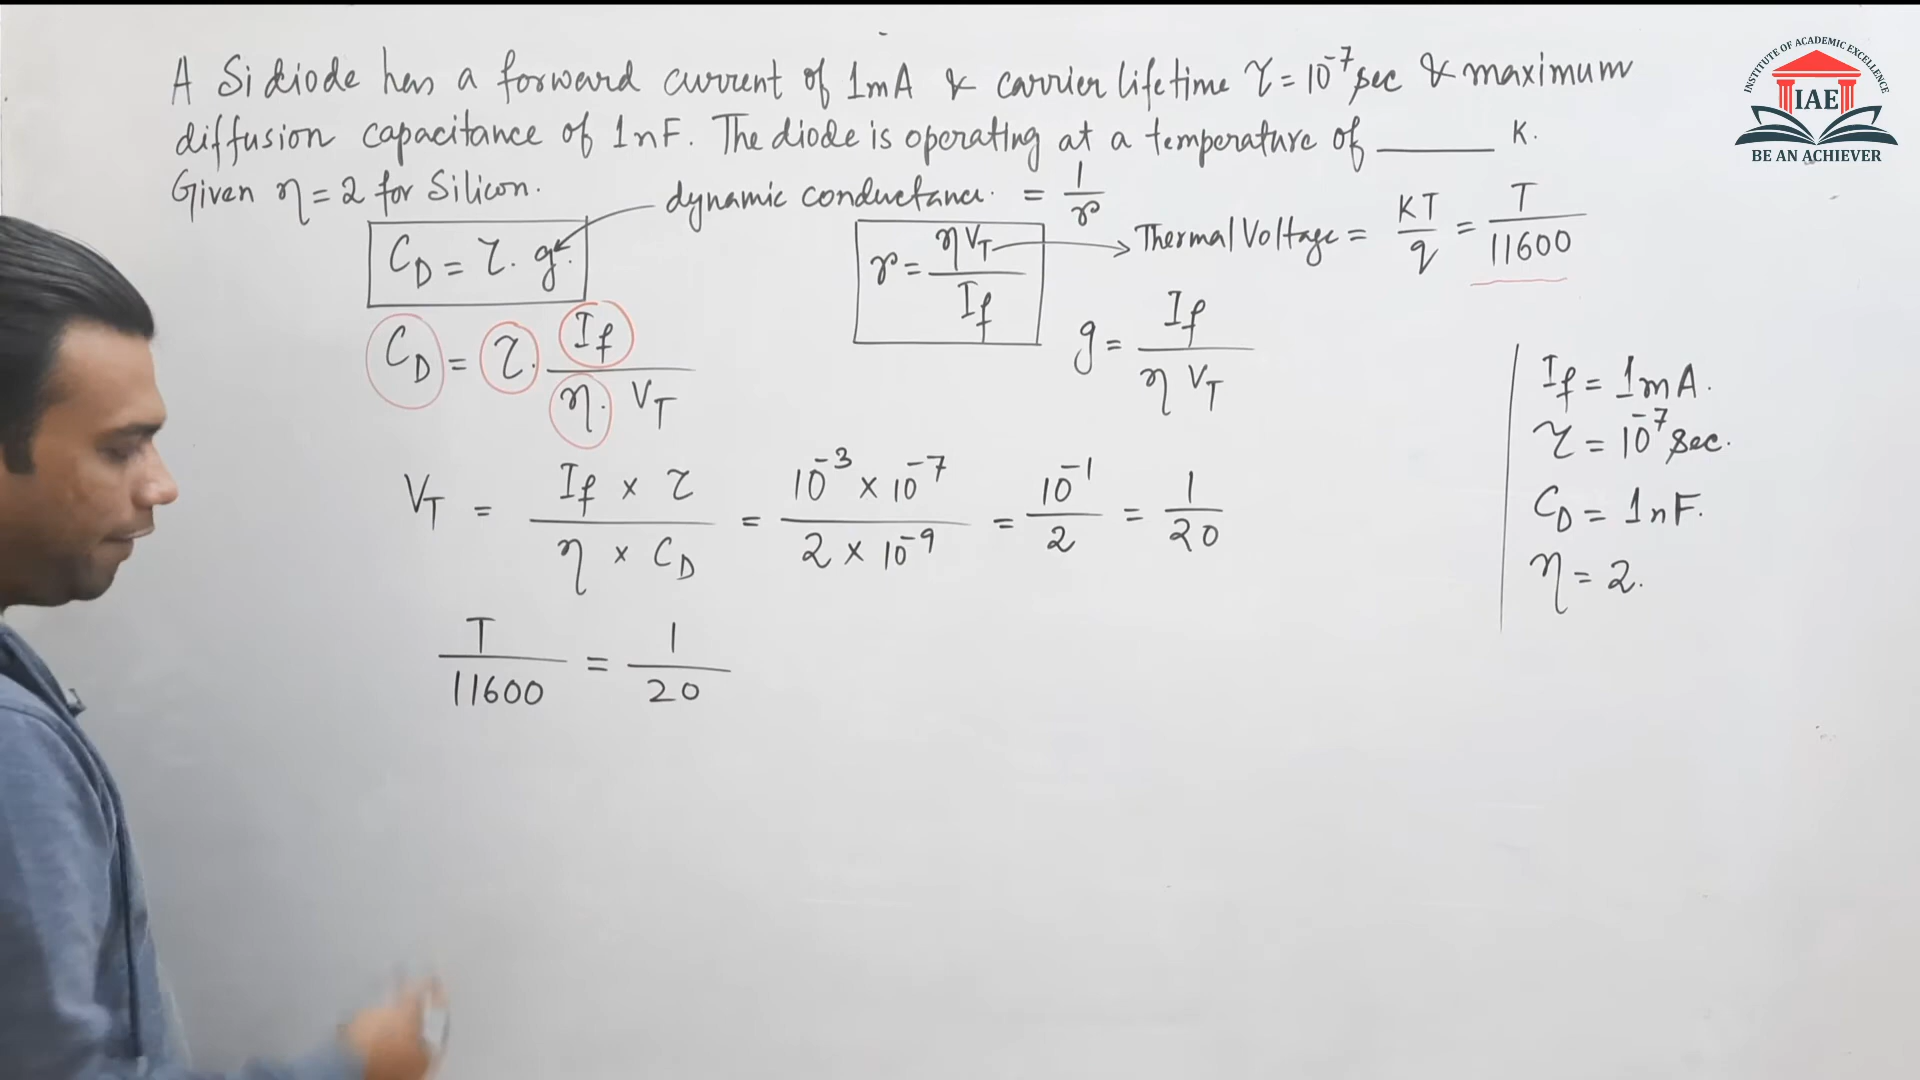 A Si diode has a forward current of 1mA & carrier lifetime τ = 10⁻⁷ sec & maximum
diffusion capacitance of 1nF. The diode is operating at a temperature of ______ K.
Given η = 2 for Silicon.
dynamic conductance. = 1/r
C_D = τ. g.
r = η V_T / I_f
Thermal Voltage = KT/q = T/11600
g = I_f / η V_T
C_D = τ. I_f / η. V_T
V_T = I_f × τ / η × C_D = 10⁻³ × 10⁻⁷ / 2 × 10⁻⁹ = 10⁻¹ / 2 = 1/20
T/11600 = 1/20
I_f = 1mA.
τ = 10⁻⁷ sec.
C_D = 1nF.
η = 2.
INSTITUTE OF ACADEMIC EXCELLENCE
IAE
BE AN ACHIEVER